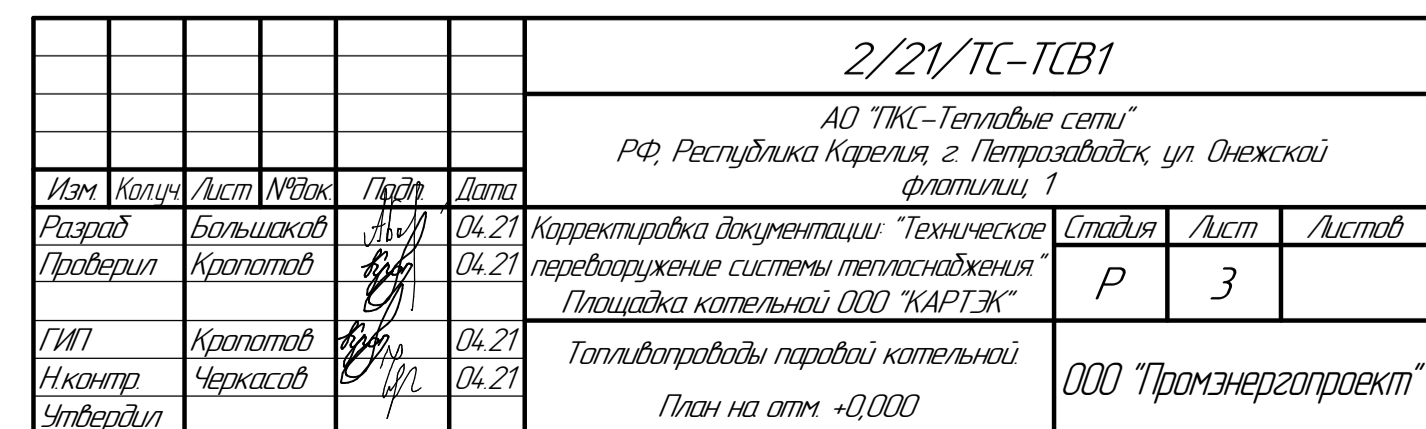 2/21/ТС-ТСВ1
АО "ПКС-Тепловые сети"
РФ, Республика Карелия, г. Петрозаводск, ул. Онежской
флотилии, 1
Изм. Кол.уч. Лист №док. Подп. Дата
Разраб Большаков 04.21
Проверил Кропотов 04.21
ГИП Кропотов 04.21
Н.контр. Черкасов 04.21
Утвердил
Корректировка документации: "Техническое
перевооружение системы теплоснабжения."
Площадка котельной ООО "КАРТЭК"
Стадия Лист Листов
Р 3
Топливопроводы паровой котельной.
План на отм. +0,000
ООО "Промэнергопроект"